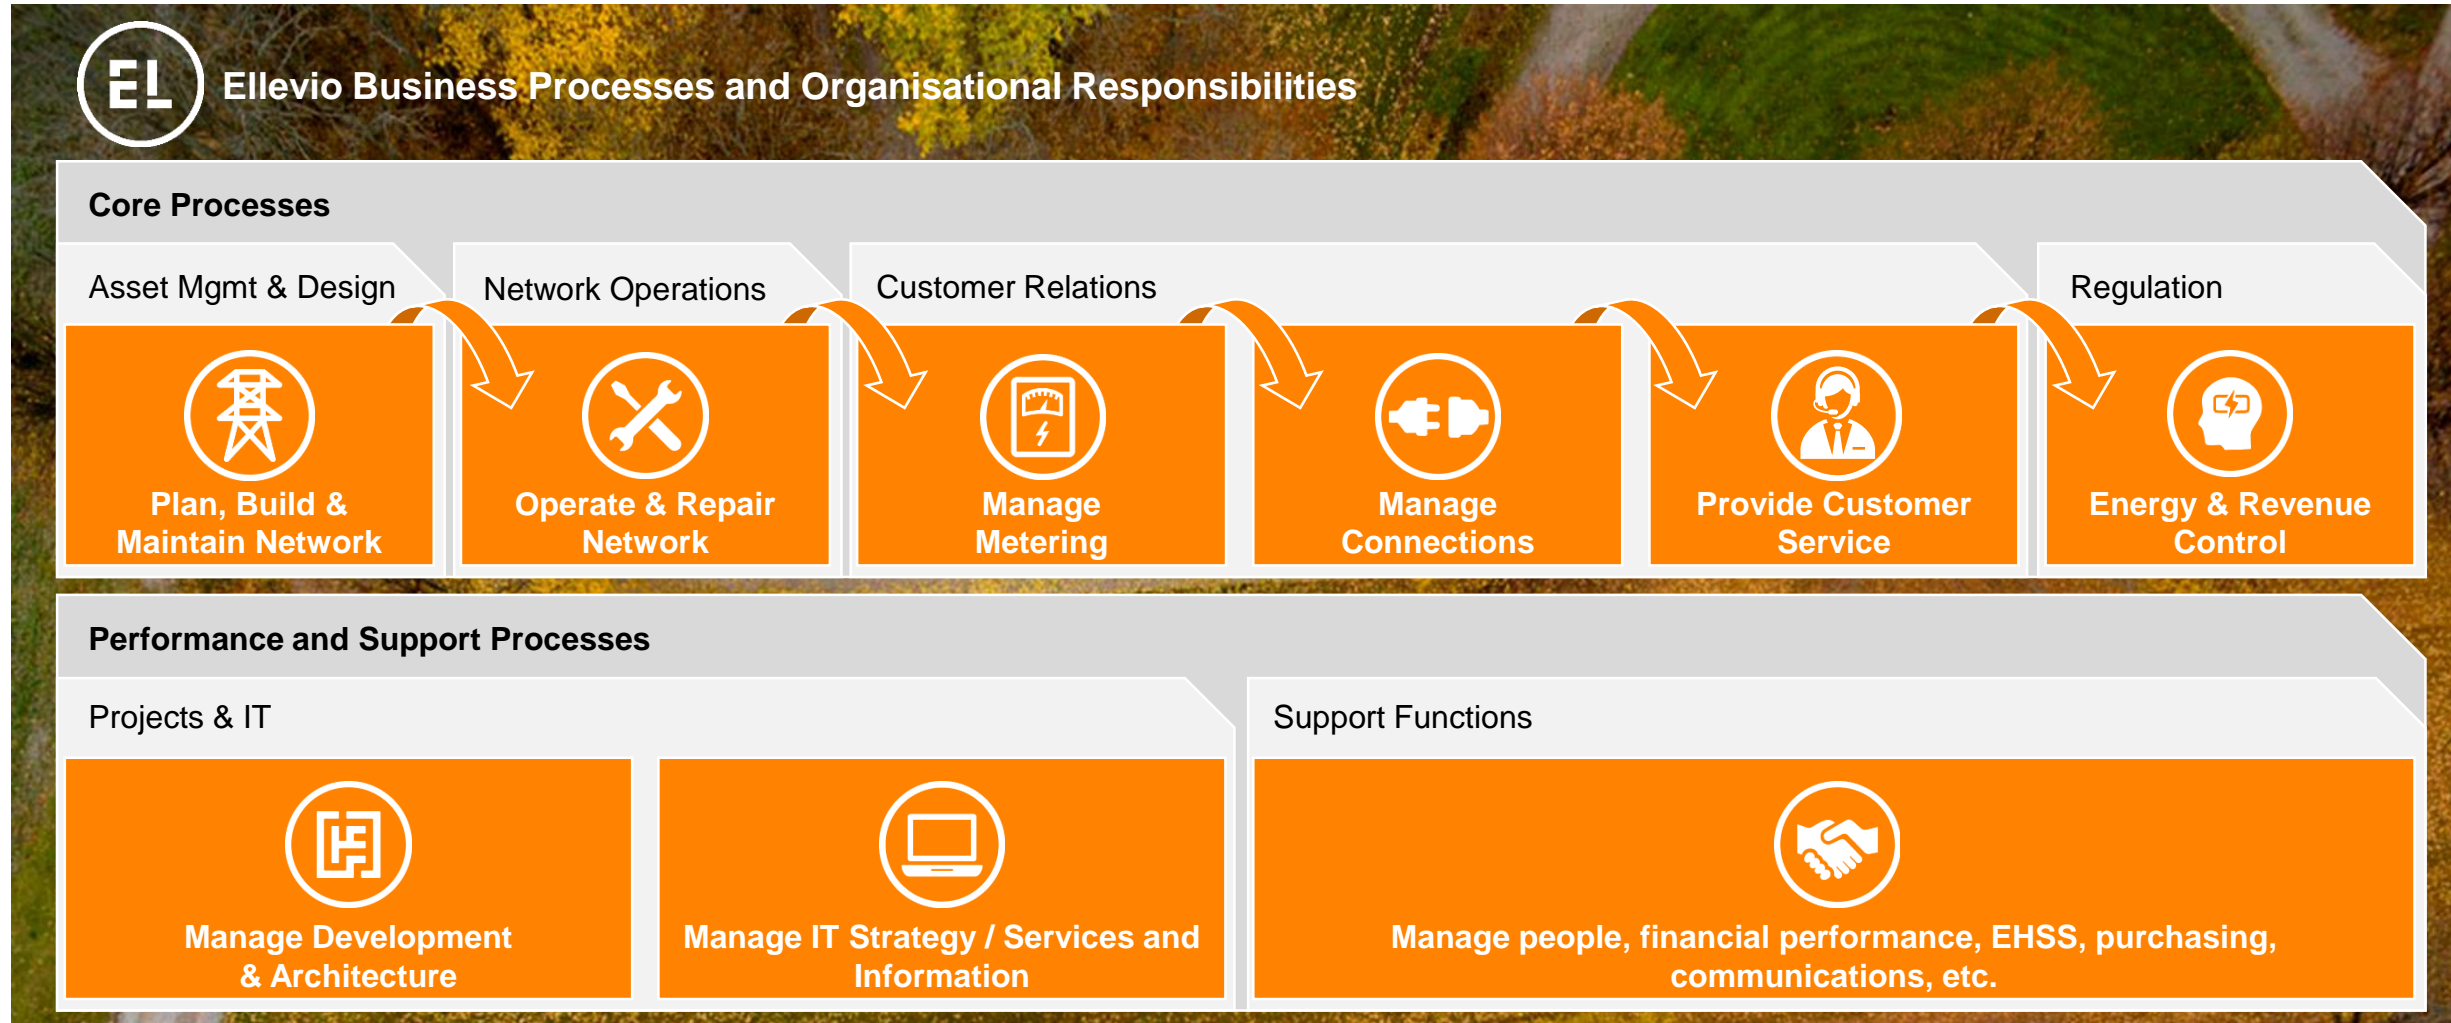 EL
Ellevio Business Processes and Organisational Responsibilities
Core Processes
Asset Mgmt & Design
Network Operations
Customer Relations
Regulation
Plan, Build &
Maintain Network
Operate & Repair
Network
Manage
Metering
Manage
Connections
Provide Customer
Service
Energy & Revenue
Control
Performance and Support Processes
Projects & IT
Support Functions
Manage Development
& Architecture
Manage IT Strategy / Services and
Information
Manage people, financial performance, EHSS, purchasing,
communications, etc.